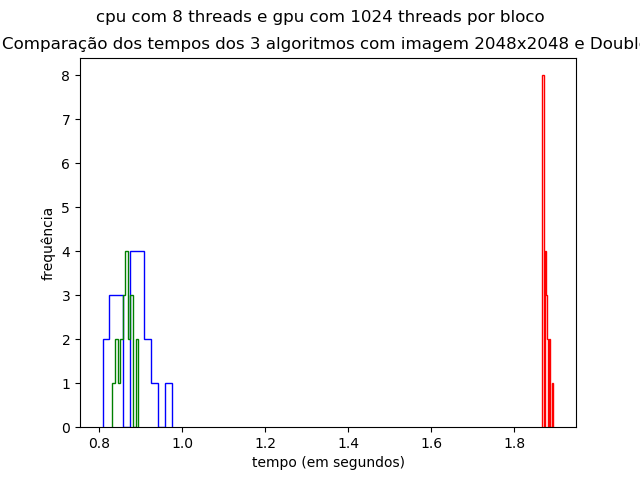 cpu com 8 threads e gpu com 1024 threads por bloco
Comparação dos tempos dos 3 algoritmos com imagem 2048x2048 e Doubl
8
7
6
5
4
3
2
1
0
frequência
0.8 1.0 1.2 1.4 1.6 1.8
tempo (em segundos)